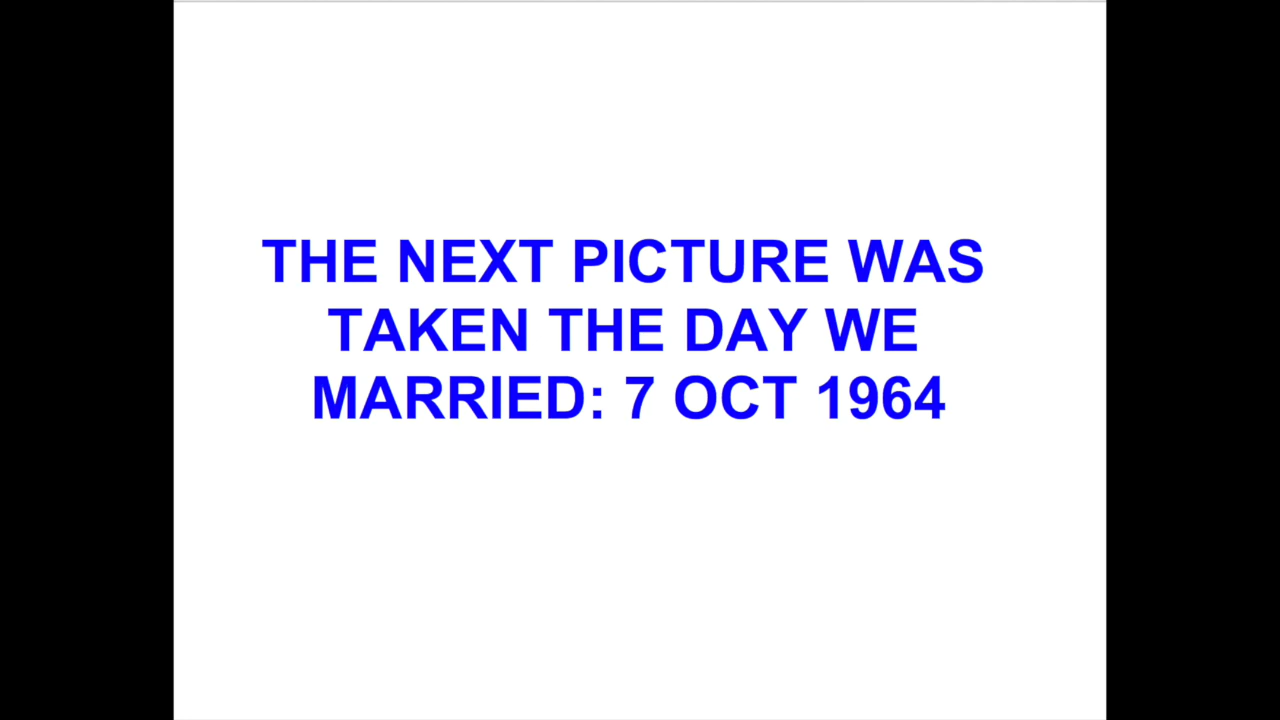 THE NEXT PICTURE WAS
TAKEN THE DAY WE
MARRIED: 7 OCT 1964